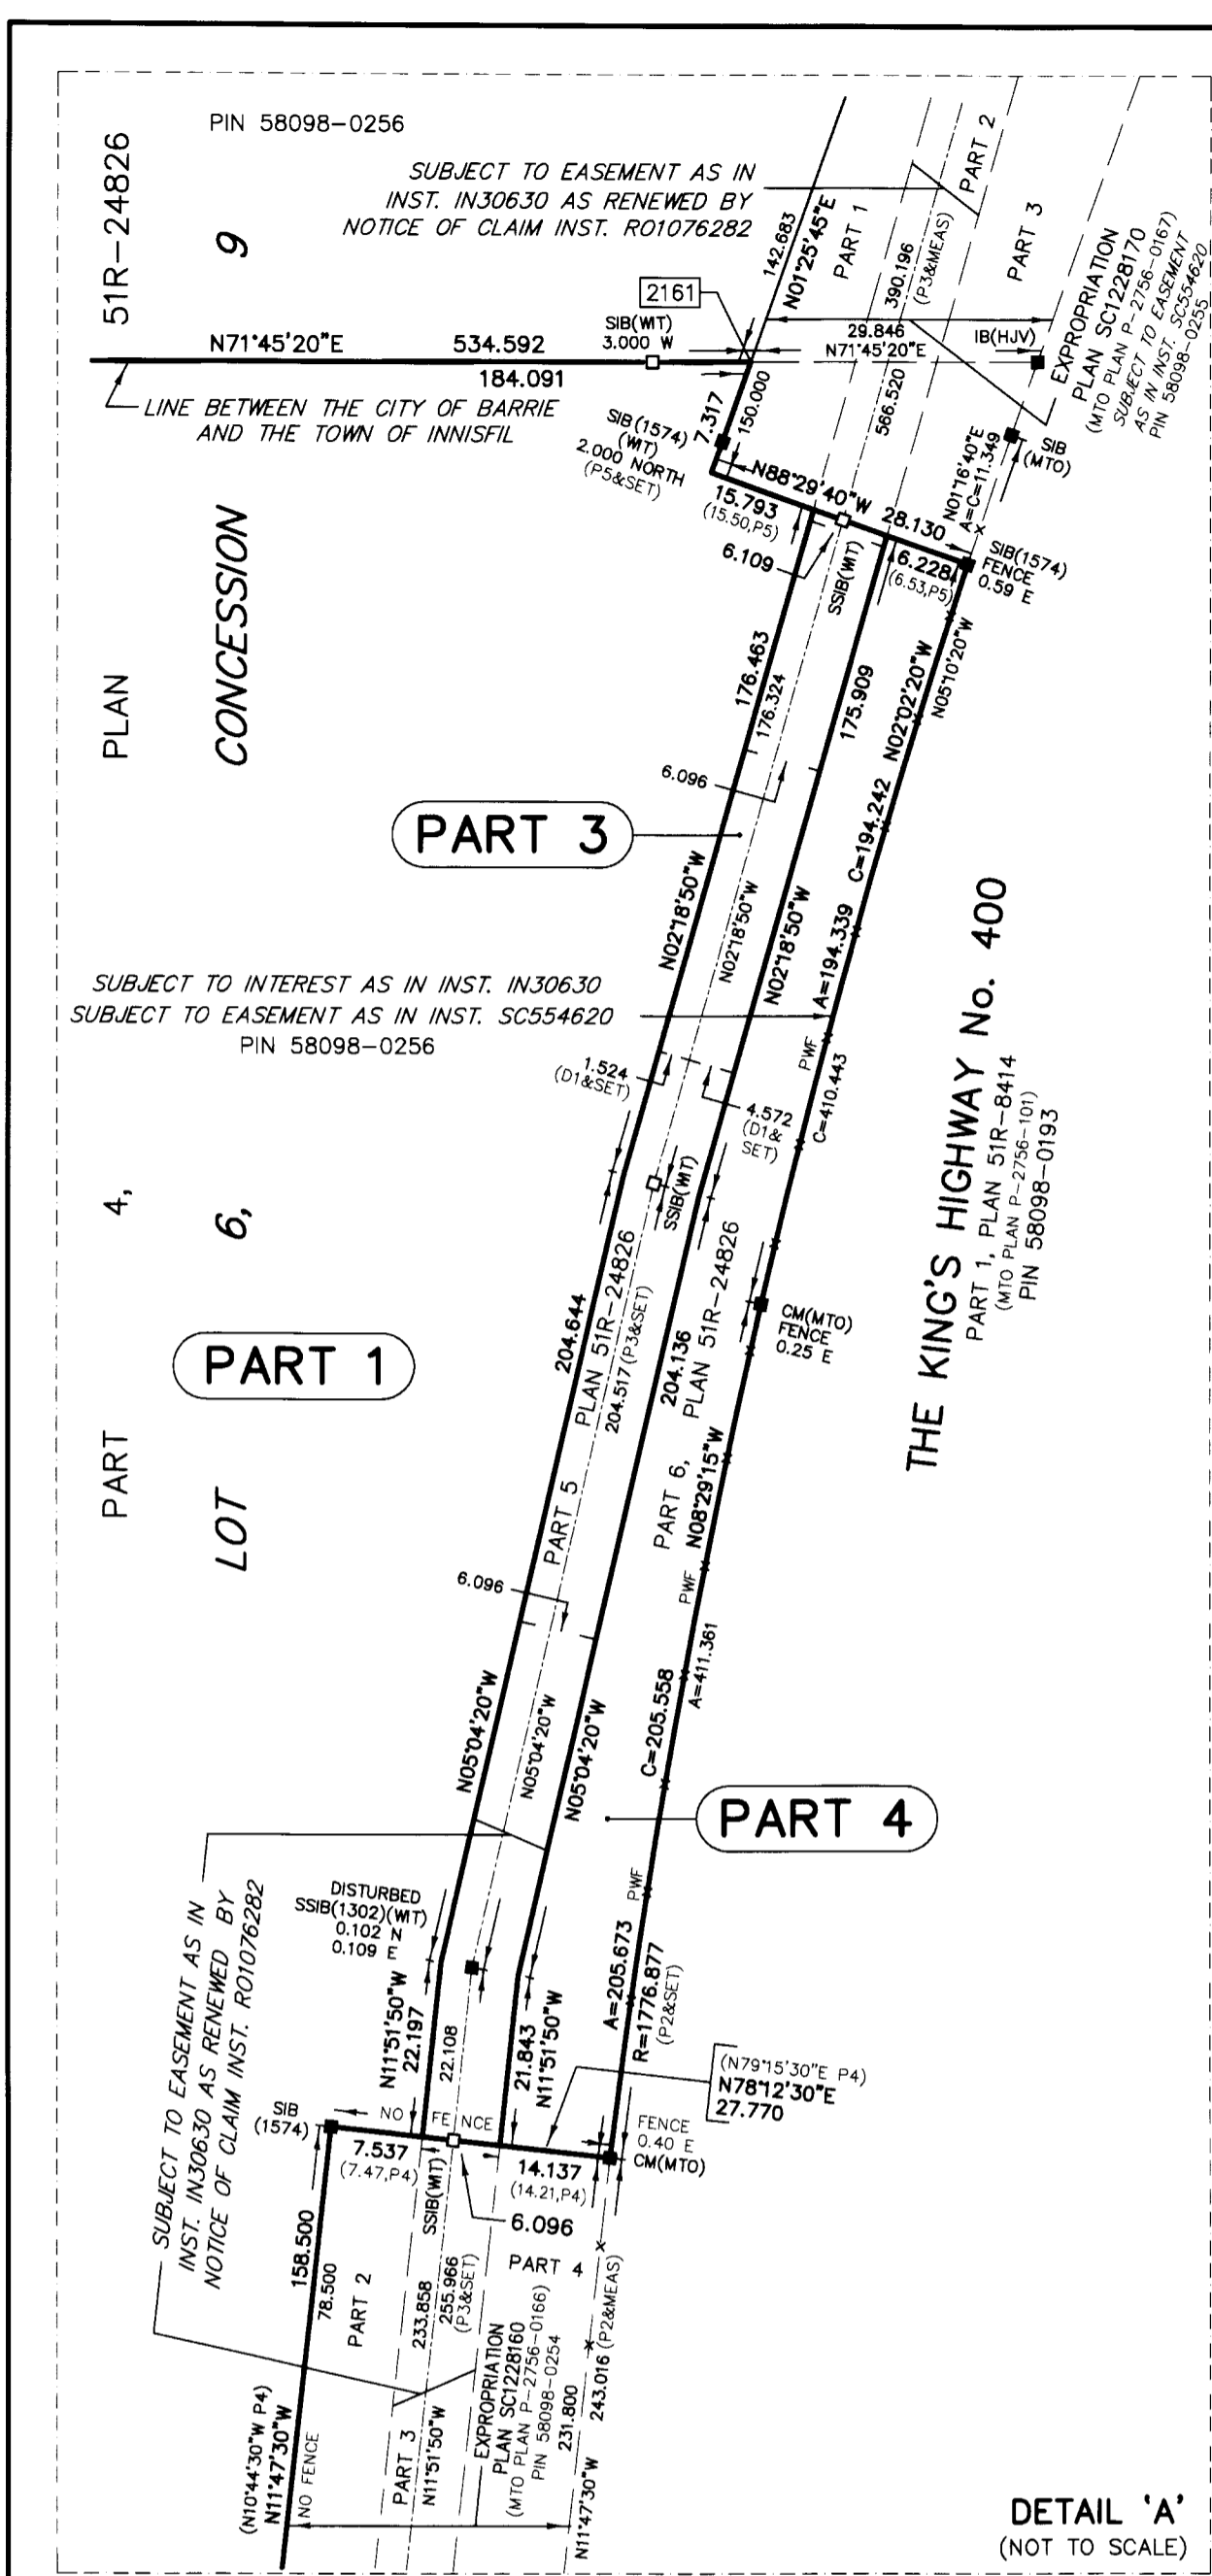 PIN 58098-0256
51R-24826
SUBJECT TO EASEMENT AS IN
INST. IN30630 AS RENEWED BY
NOTICE OF CLAIM INST. RO1076282
9
142.683
N01°25'45"E
PART 1
390.196
(P3&MEAS)
PART 2
PART 3
EXPROPRIATION
PLAN SC1228170
(MTO PLAN P-2756-0167)
SUBJECT TO EASEMENT
AS IN INST. SC554620
PIN 58098-0255
2161
SIB(WIT)
3.000 W
N71°45'20"E
534.592
184.091
29.846
N71°45'20"E
IB(HJV)
566.520
LINE BETWEEN THE CITY OF BARRIE
AND THE TOWN OF INNISFIL
7.317
150.000
SIB(1574)
(WIT)
2.000 NORTH
(P5&SET)
N88°29'40"W
15.793
(15.50,P5)
28.130
N01°16'40"E
A=C=11.349
SIB
(MTO)
6.109
SSIB(WIT)
6.228
(6.53,P5)
SIB(1574)
FENCE
0.59 E
CONCESSION
PLAN
176.463
176.324
175.909
N02°02'20"W
N05°10'20"W
6.096
C=194.242
PART 3
N02°18'50"W
N02°18'50"W
N02°18'50"W
A=194.339
SUBJECT TO INTEREST AS IN INST. IN30630
SUBJECT TO EASEMENT AS IN INST. SC554620
PIN 58098-0256
PWF
C=410.443
1.524
(D1&SET)
4.572
(D1&
SET)
THE KING'S HIGHWAY No. 400
PART 1, PLAN 51R-8414
(MTO PLAN P-2756-101)
PIN 58098-0193
4,
6,
SSIB(WIT)
204.644
PLAN 51R-24826
204.517 (P3&SET)
204.136
PLAN 51R-24826
CM(MTO)
FENCE
0.25 E
PART 1
PART
LOT
PART 5
PART 6,
N08°29'15"W
6.096
PWF
A=411.361
N05°04'20"W
N05°04'20"W
N05°04'20"W
C=205.558
PART 4
SUBJECT TO EASEMENT AS IN
INST. IN30630 AS RENEWED BY
NOTICE OF CLAIM INST. RO1076282
DISTURBED
SSIB(1302)(WIT)
0.102 N
0.109 E
PWF
A=205.673
R=1776.877
(P2&SET)
N11°51'50"W
22.197
22.108
21.843
N11°51'50"W
(N79°15'30"E P4)
N78°12'30"E
27.770
SIB
(1574)
NO FENCE
7.537
(7.47,P4)
SSIB(WIT)
14.137
(14.21,P4)
FENCE
0.40 E
CM(MTO)
6.096
158.500
78.500
PART 2
233.858
255.966
(P3&SET)
PART 4
EXPROPRIATION
PLAN SC1228160
(MTO PLAN P-2756-0166)
PIN 58098-0254
231.800
243.016 (P2&MEAS)
(N10°44'30"W P4)
N11°47'30"W
NO FENCE
PART 3
N11°51'50"W
N11°47'30"W
DETAIL 'A'
(NOT TO SCALE)